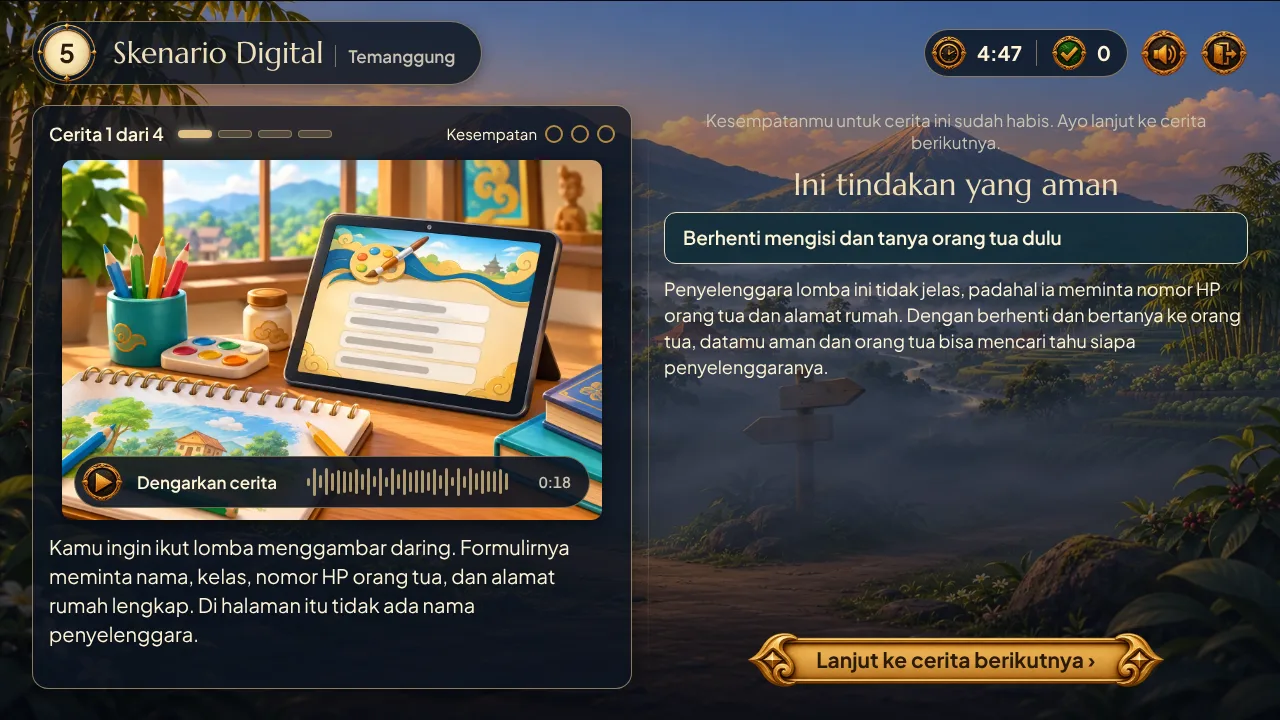 5
Skenario Digital
Temanggung
4:47
0
Cerita 1 dari 4
Kesempatan
Dengarkan cerita
0:18
Kamu ingin ikut lomba menggambar daring. Formulirnya
meminta nama, kelas, nomor HP orang tua, dan alamat
rumah lengkap. Di halaman itu tidak ada nama
penyelenggara.
Kesempatanmu untuk cerita ini sudah habis. Ayo lanjut ke cerita
berikutnya.
Ini tindakan yang aman
Berhenti mengisi dan tanya orang tua dulu
Penyelenggara lomba ini tidak jelas, padahal ia meminta nomor HP
orang tua dan alamat rumah. Dengan berhenti dan bertanya ke orang
tua, datamu aman dan orang tua bisa mencari tahu siapa
penyelenggaranya.
Lanjut ke cerita berikutnya ›